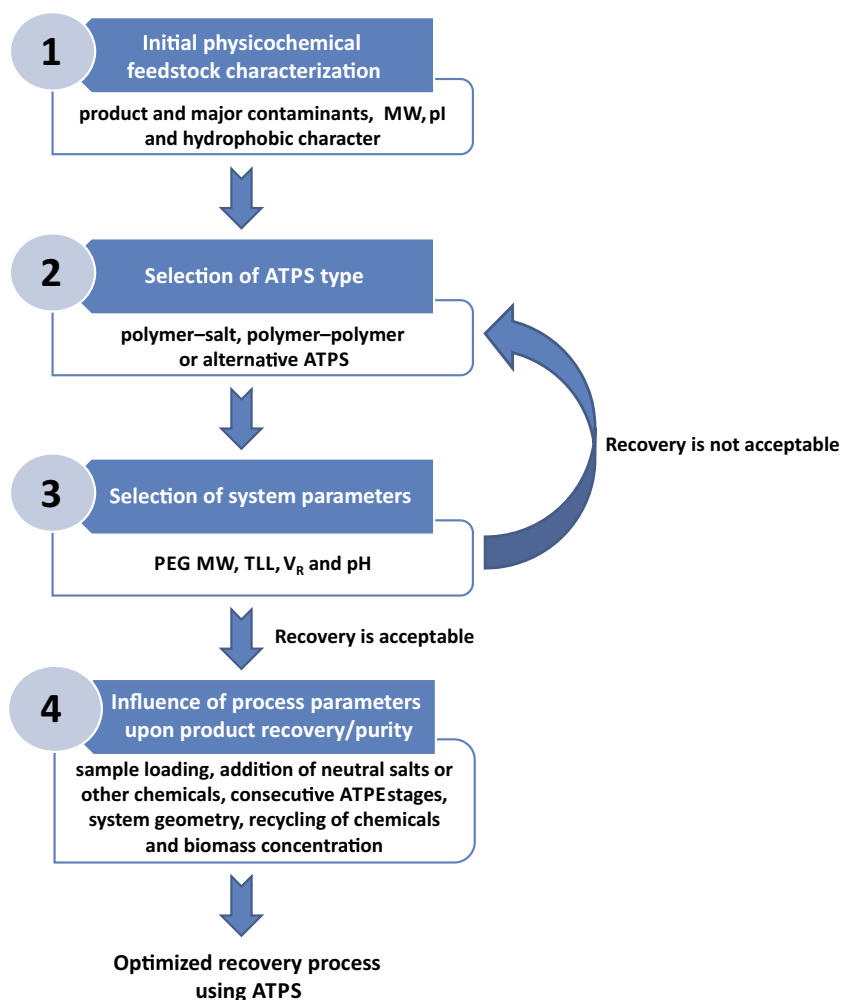 1
Initial physicochemical
feedstock characterization
product and major contaminants, MW, pI
and hydrophobic character
2
Selection of ATPS type
polymer–salt, polymer–polymer
or alternative ATPS
Recovery is not acceptable
3
Selection of system parameters
PEG MW, TLL, VR and pH
Recovery is acceptable
4
Influence of process parameters
upon product recovery/purity
sample loading, addition of neutral salts or
other chemicals, consecutive ATPE stages,
system geometry, recycling of chemicals
and biomass concentration
Optimized recovery process
using ATPS